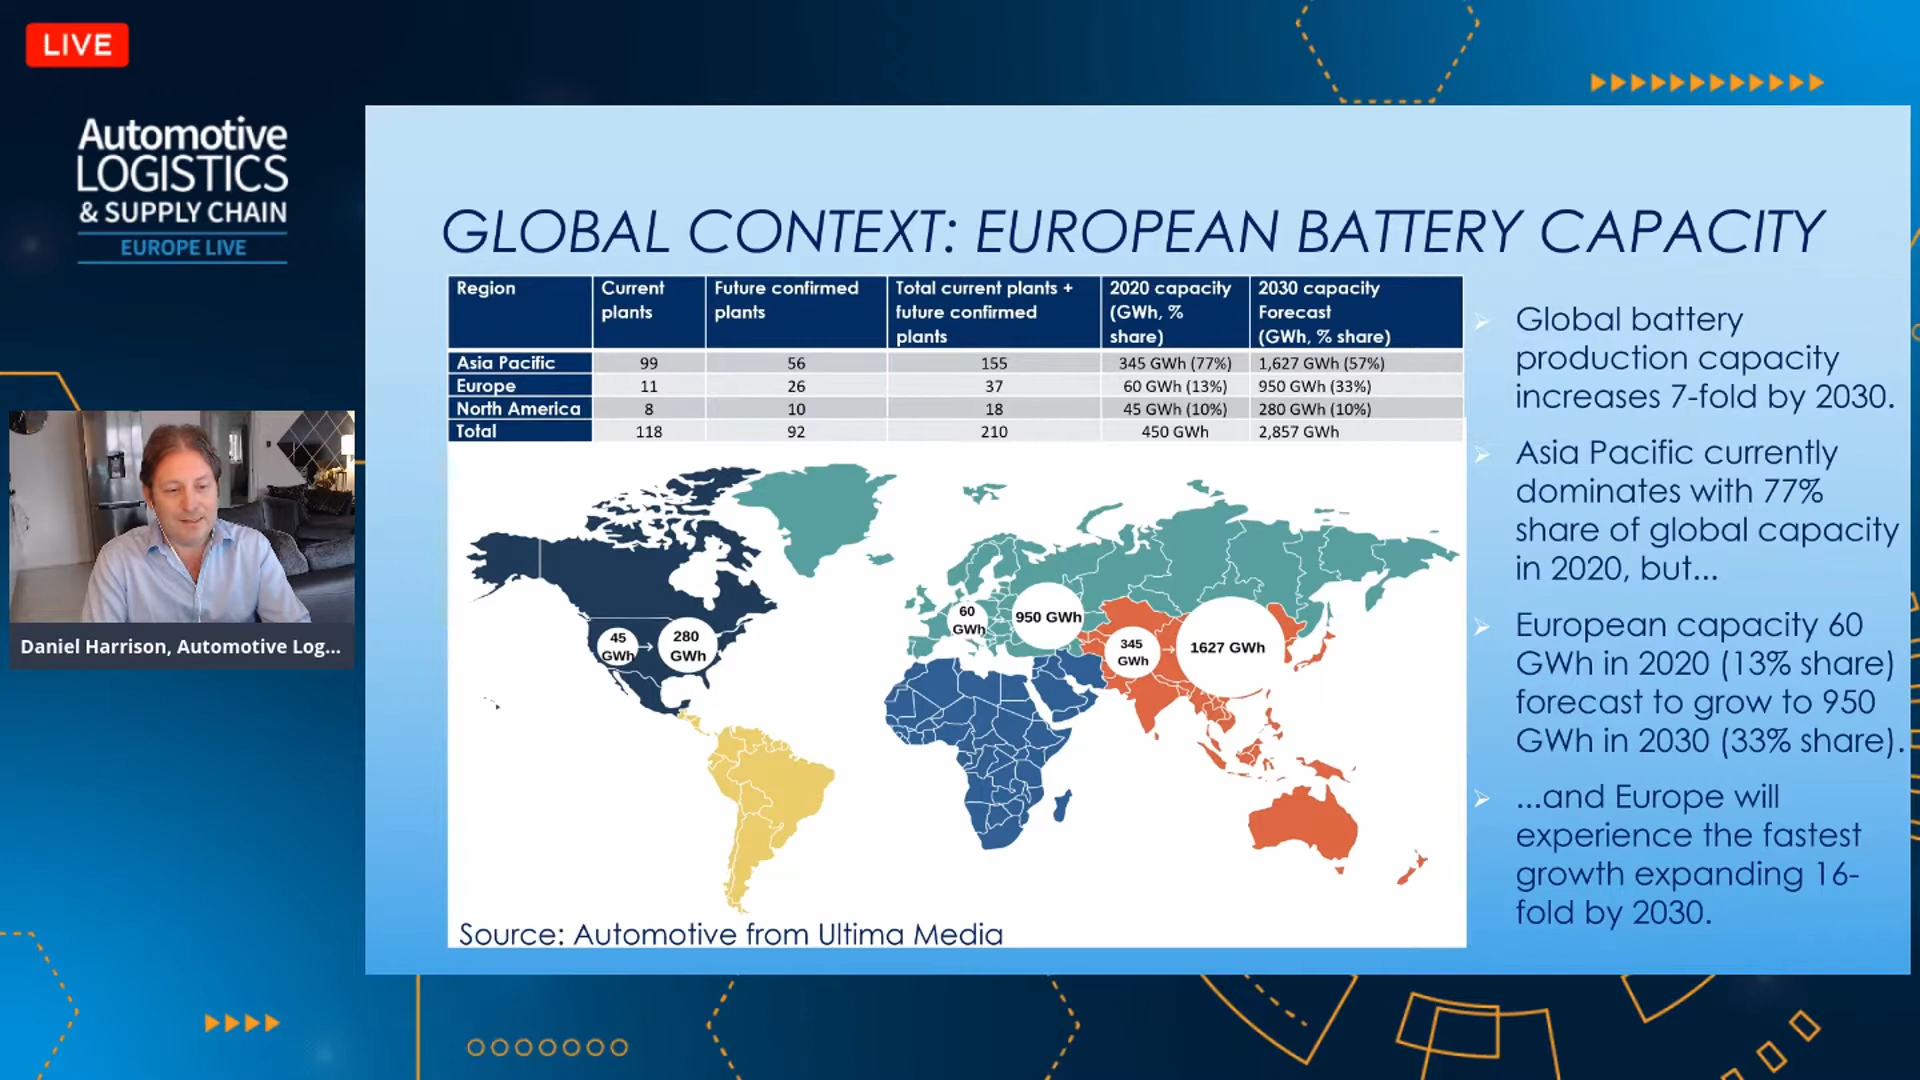 LIVE
Automotive
LOGISTICS
& SUPPLY CHAIN
EUROPE LIVE
Daniel Harrison, Automotive Log...
GLOBAL CONTEXT: EUROPEAN BATTERY CAPACITY
Region Current plants Future confirmed plants Total current plants + future confirmed plants 2020 capacity (GWh, % share) 2030 capacity Forecast (GWh, % share)
Asia Pacific 99 56 155 345 GWh (77%) 1,627 GWh (57%)
Europe 11 26 37 60 GWh (13%) 950 GWh (33%)
North America 8 10 18 45 GWh (10%) 280 GWh (10%)
Total 118 92 210 450 GWh 2,857 GWh
45
GWh
280
GWh
60
GWh
950 GWh
345
GWh
1627 GWh
Source: Automotive from Ultima Media
Global battery
production capacity
increases 7-fold by 2030.
Asia Pacific currently
dominates with 77%
share of global capacity
in 2020, but...
European capacity 60
GWh in 2020 (13% share)
forecast to grow to 950
GWh in 2030 (33% share).
...and Europe will
experience the fastest
growth expanding 16-
fold by 2030.